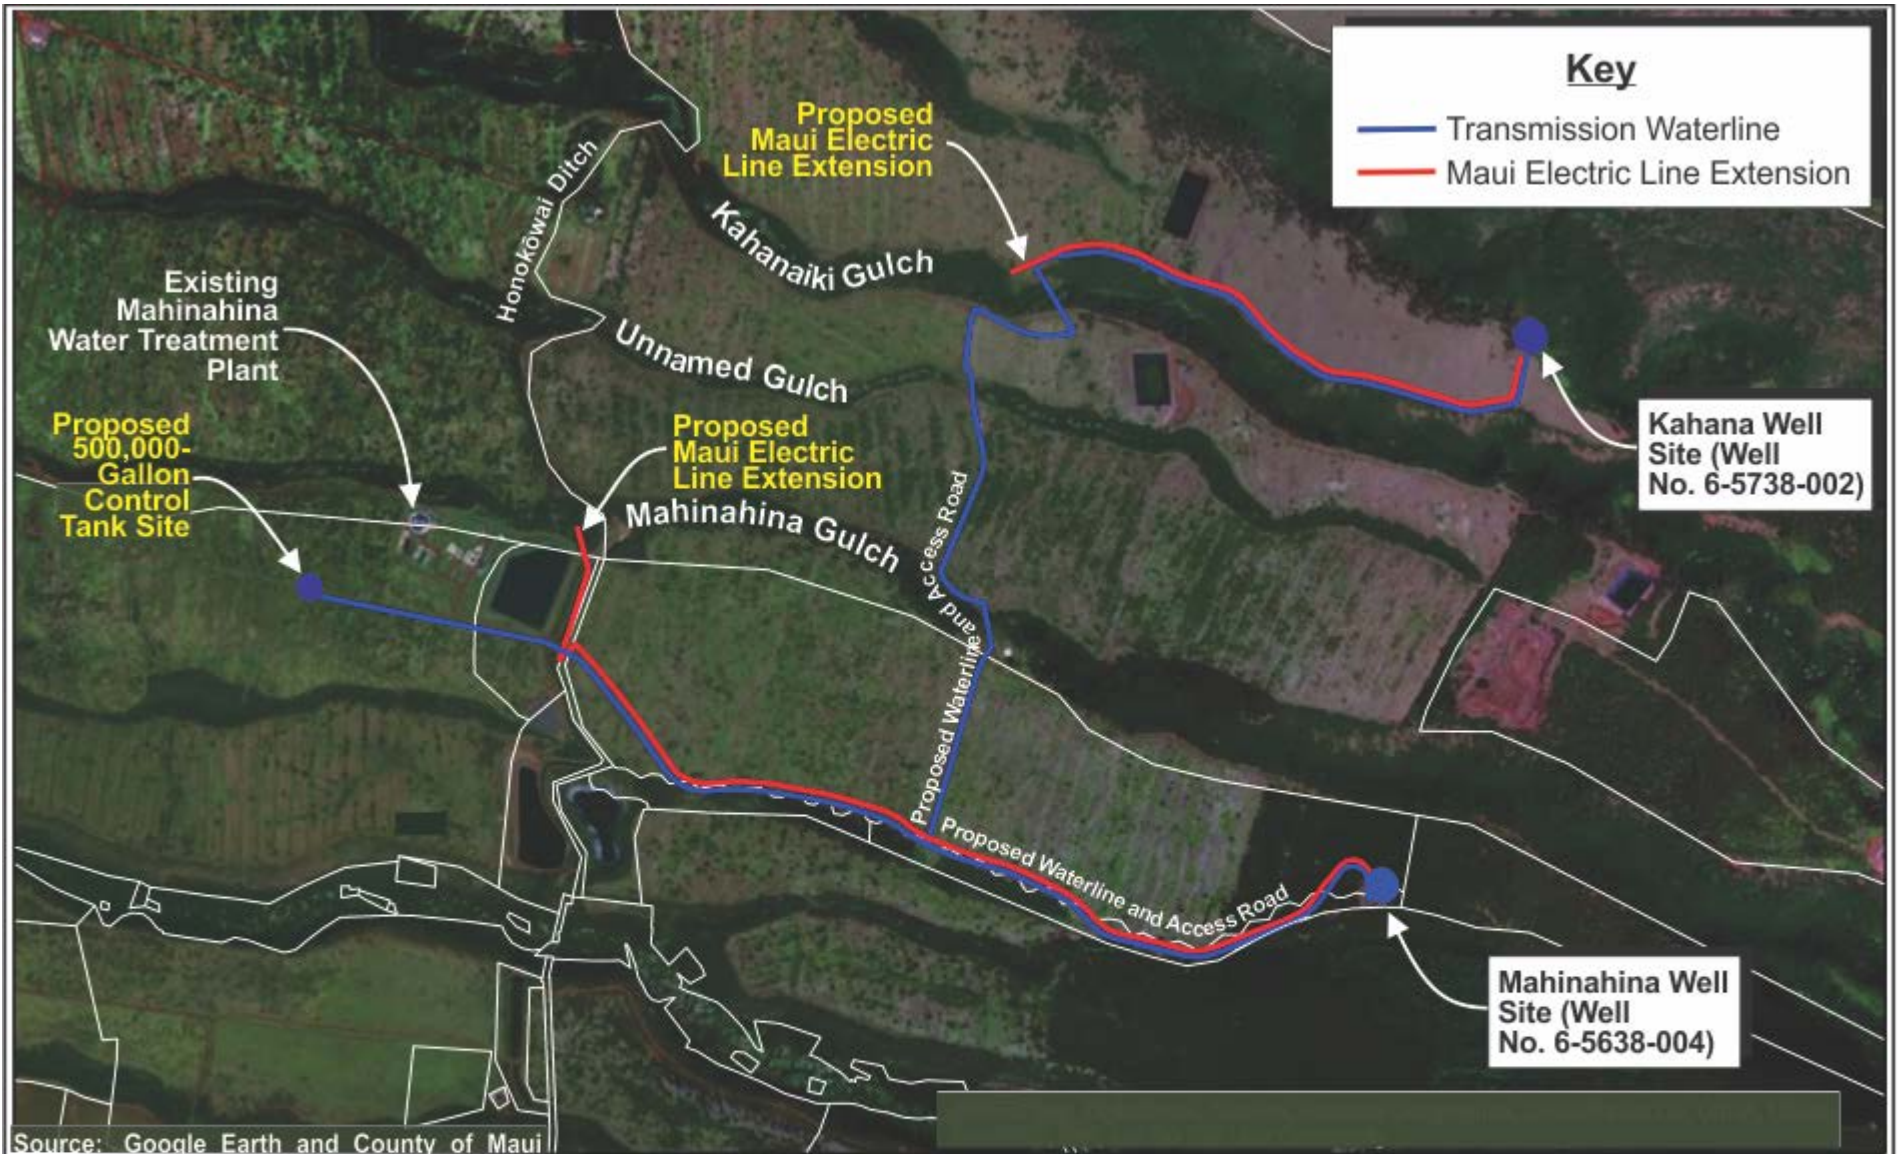 Key
Transmission Waterline
Maui Electric Line Extension
Proposed
Maui Electric
Line Extension
Honokōwai Ditch
Kahanaiki Gulch
Existing
Mahinahina
Water Treatment
Plant
Unnamed Gulch
Proposed
500,000-
Gallon
Control
Tank Site
Proposed
Maui Electric
Line Extension
Mahinahina Gulch
Kahana Well
Site (Well
No. 6-5738-002)
Proposed Waterline and Access Road
Proposed Waterline and Access Road
Mahinahina Well
Site (Well
No. 6-5638-004)
Source: Google Earth and County of Maui